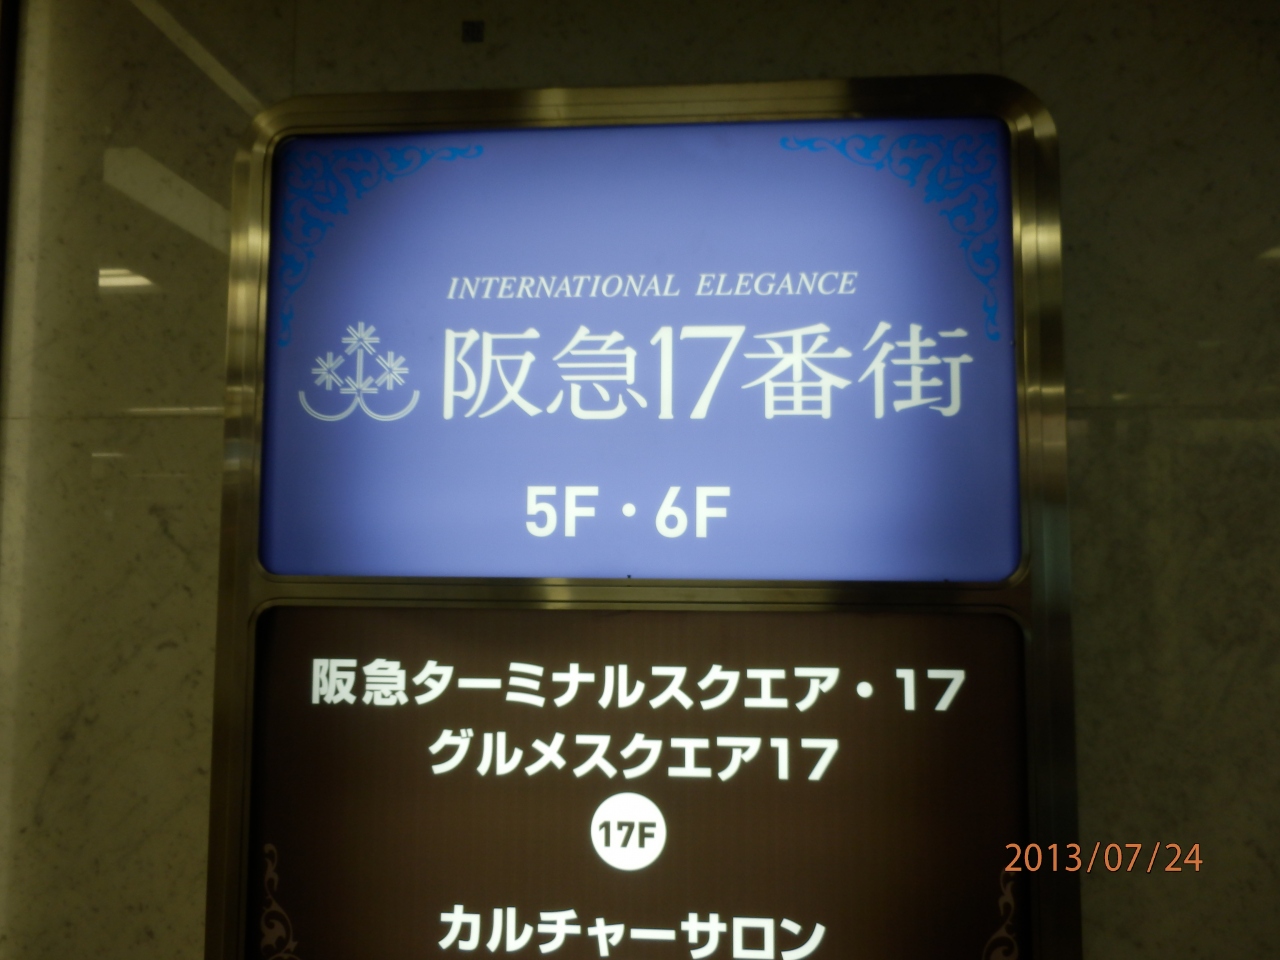 INTERNATIONAL ELEGANCE
阪急17番街
5F・6F
阪急ターミナルスクエア・17
グルメスクエア17
17F
カルチャーサロン
2013/07/24